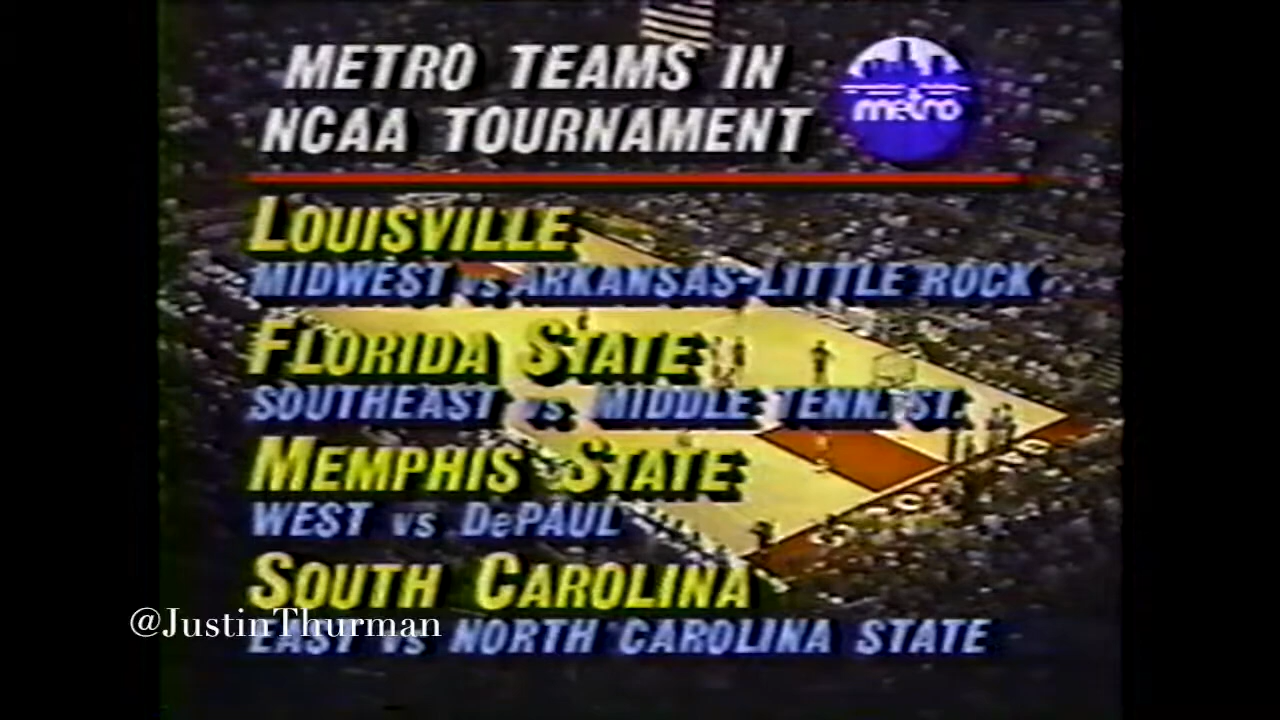 METRO TEAMS IN
NCAA TOURNAMENT
metro
LOUISVILLE
MIDWEST vs ARKANSAS-LITTLE ROCK
FLORIDA STATE
SOUTHEAST vs MIDDLE TENN. ST.
MEMPHIS STATE
WEST vs DePAUL
SOUTH CAROLINA
@JustinThurman
EAST vs NORTH CAROLINA STATE